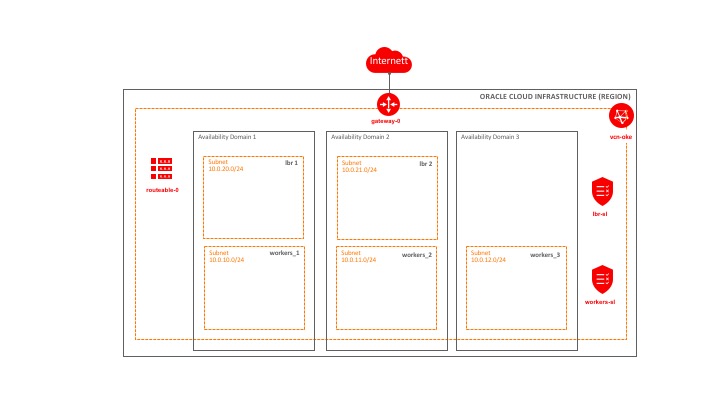 Internett
ORACLE CLOUD INFRASTRUCTURE (REGION)
gateway-0
vcn-oke
Availability Domain 1
Availability Domain 2
Availability Domain 3
routeable-0
Subnet
10.0.20.0/24
lbr 1
Subnet
10.0.21.0/24
lbr 2
lbr-sl
Subnet
10.0.10.0/24
workers_1
Subnet
10.0.11.0/24
workers_2
Subnet
10.0.12.0/24
workers_3
workers-sl